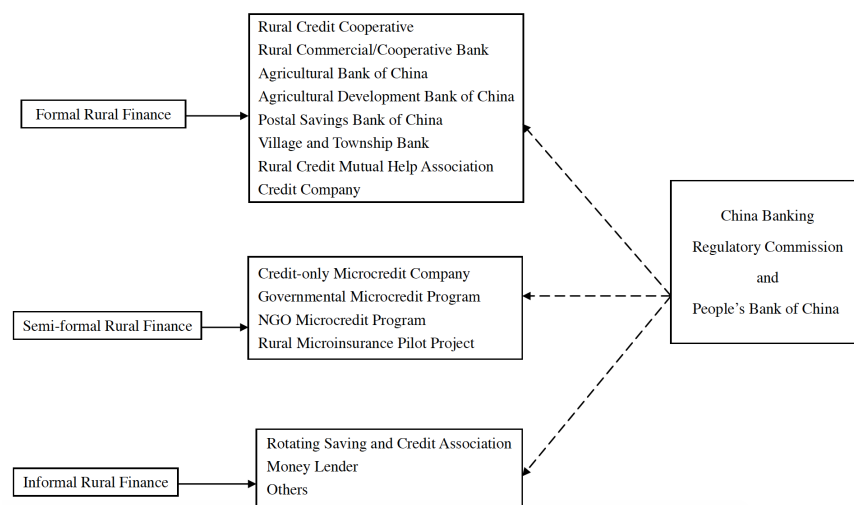 Formal Rural Finance
Rural Credit Cooperative
Rural Commercial/Cooperative Bank
Agricultural Bank of China
Agricultural Development Bank of China
Postal Savings Bank of China
Village and Township Bank
Rural Credit Mutual Help Association
Credit Company
Semi-formal Rural Finance
Credit-only Microcredit Company
Governmental Microcredit Program
NGO Microcredit Program
Rural Microinsurance Pilot Project
Informal Rural Finance
Rotating Saving and Credit Association
Money Lender
Others
China Banking
Regulatory Commission
and
People’s Bank of China